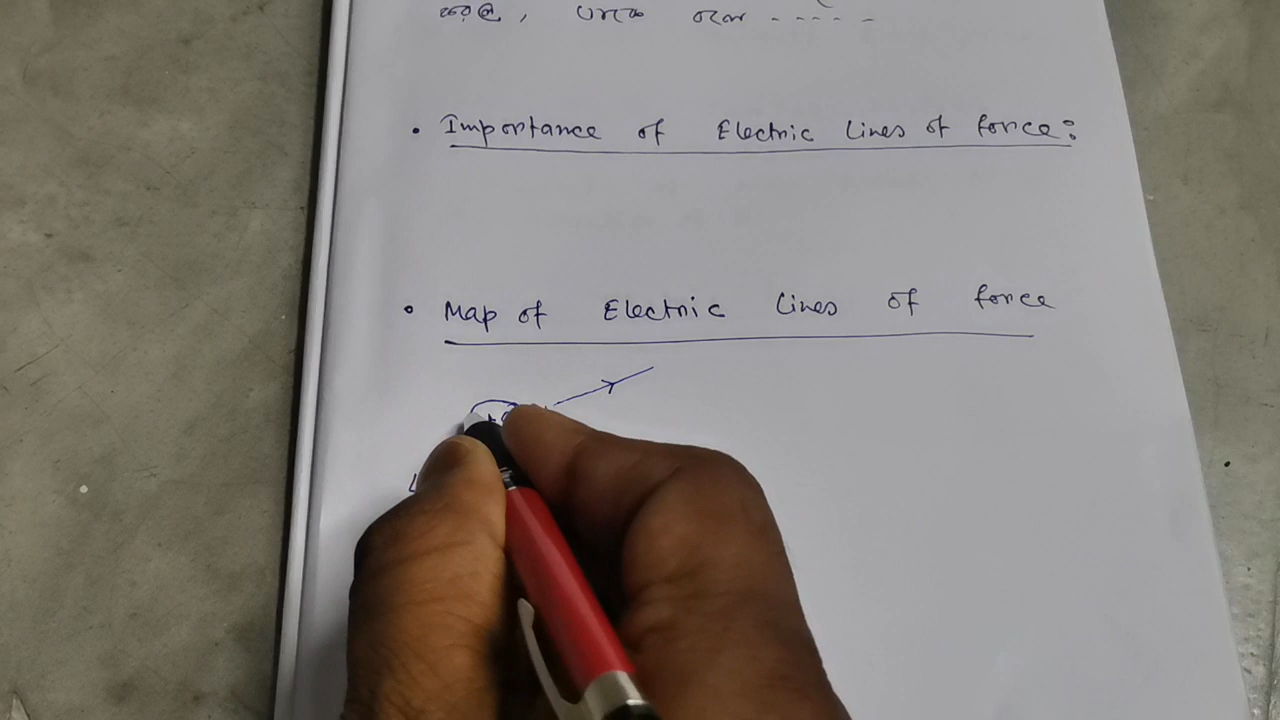 • Importance of Electric Lines of force:
• Map of Electric Lines of force
+